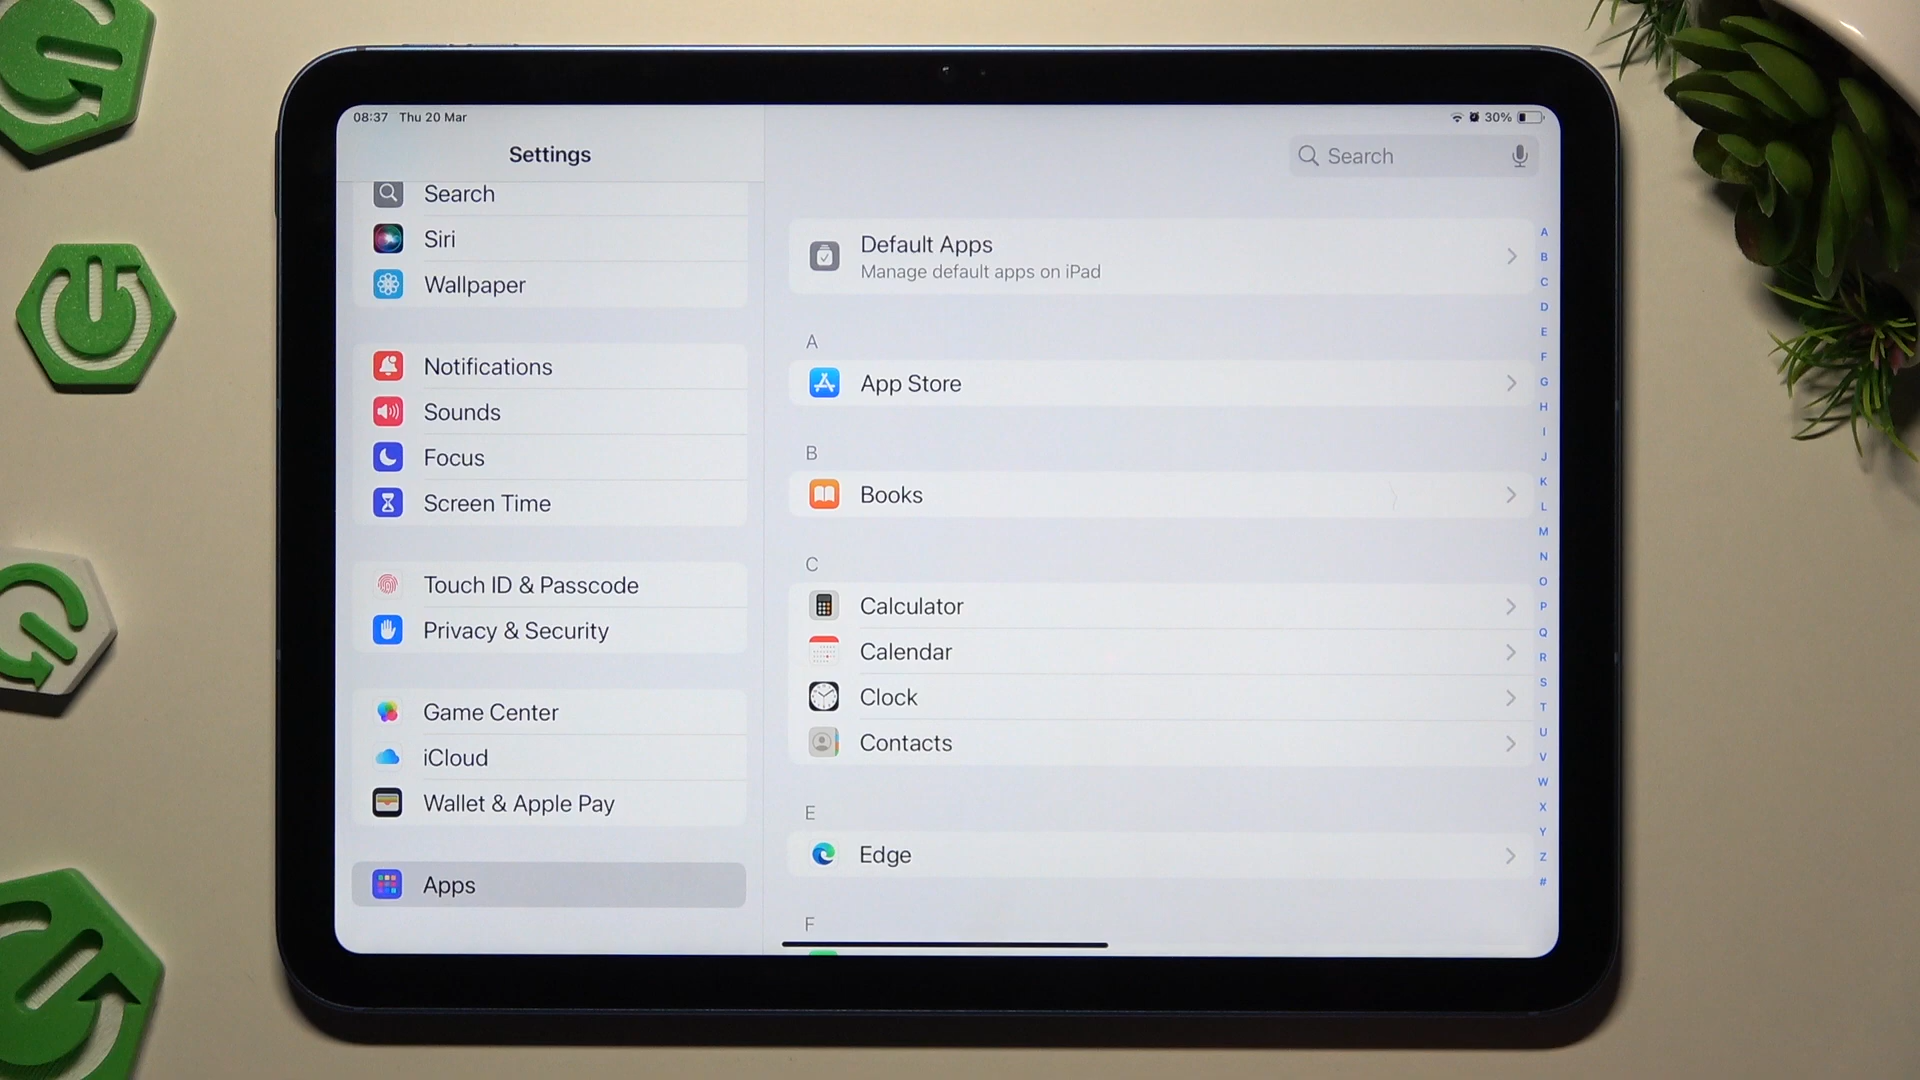 08:37 Thu 20 Mar
30%
Settings
Search
Siri
Wallpaper
Notifications
Sounds
Focus
Screen Time
Touch ID & Passcode
Privacy & Security
Game Center
iCloud
Wallet & Apple Pay
Apps
Search
Default Apps
Manage default apps on iPad
A
App Store
B
Books
C
Calculator
Calendar
Clock
Contacts
E
Edge
F
A
B
C
D
E
F
G
H
I
J
K
L
M
N
O
P
Q
R
S
T
U
V
W
X
Y
Z
#